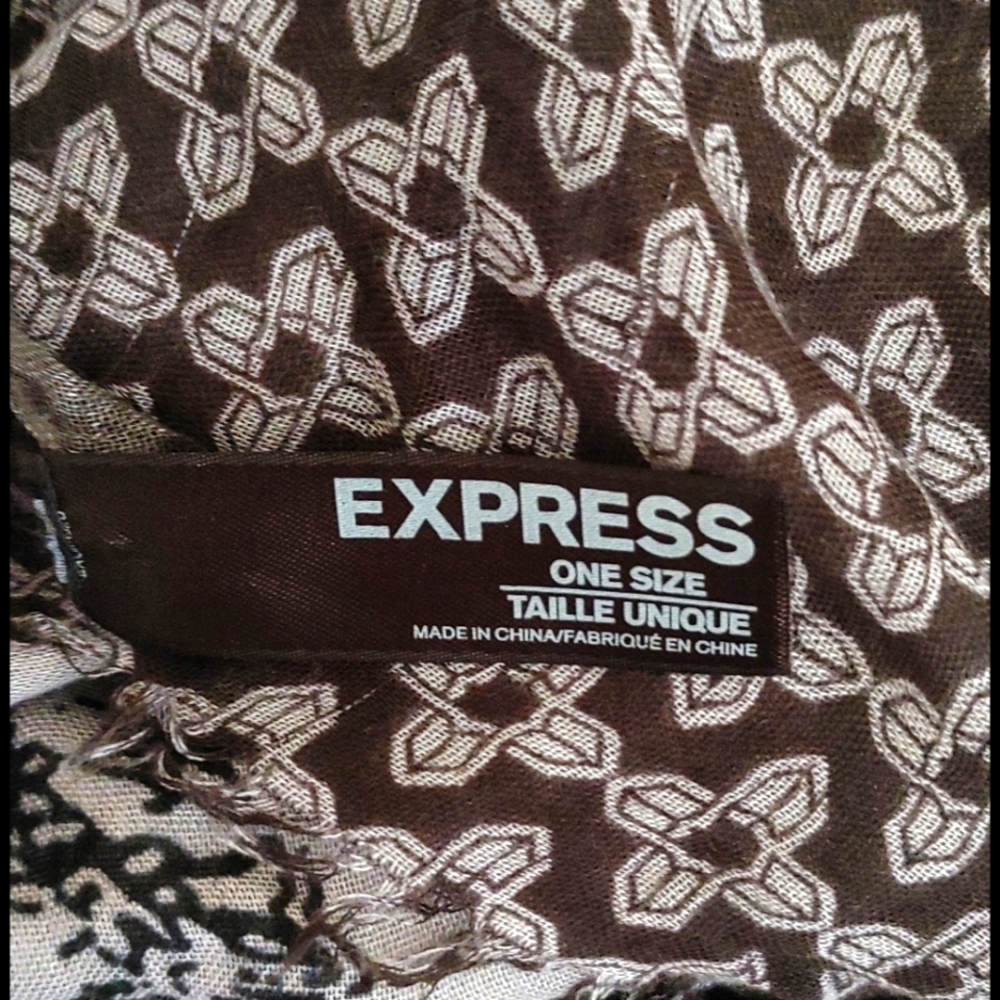 EXPRESS
ONE SIZE
TAILLE UNIQUE
MADE IN CHINA/FABRIQUÉ EN CHINE